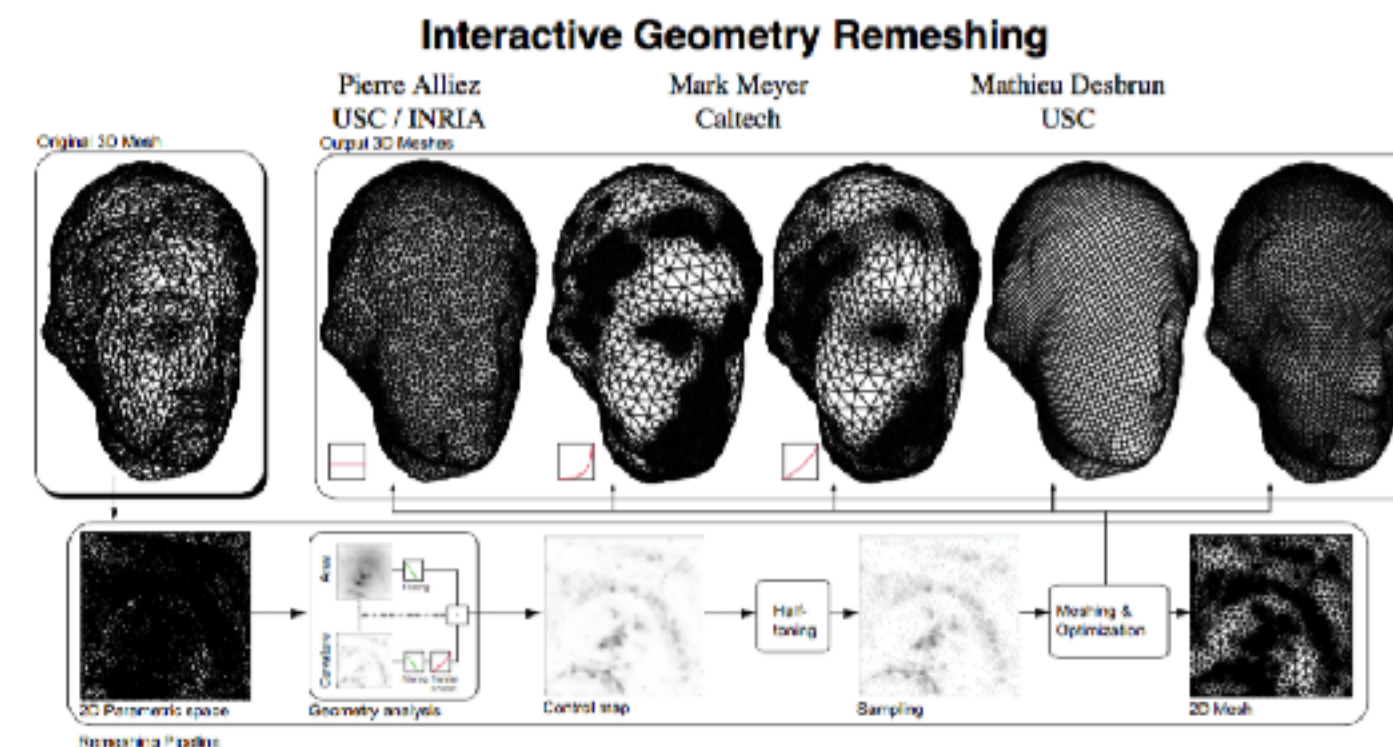 Interactive Geometry Remeshing
Pierre Alliez Mark Meyer Mathieu Desbrun
USC / INRIA Caltech USC
Original 3D Mesh Output 3D Meshes
Area
Curvature
Half-
toning
Meshing &
Optimization
2D Parametric space Geometry analysis Control map Sampling 2D Mesh
Remeshing Pipeline